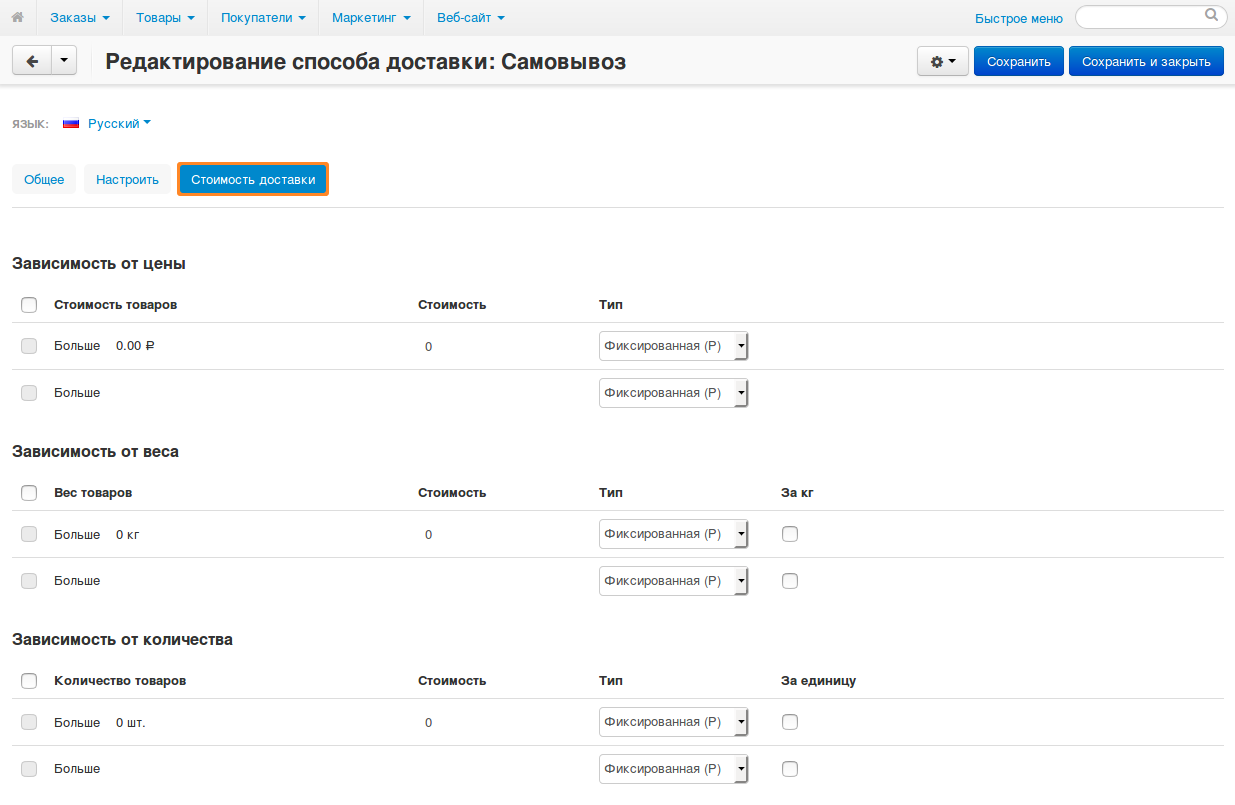 Заказы Товары Покупатели Маркетинг Веб-сайт Быстрое меню
Редактирование способа доставки: Самовывоз Сохранить Сохранить и закрыть
ЯЗЫК: Русский
Общее Настроить Стоимость доставки
Зависимость от цены
Стоимость товаров Стоимость Тип
Больше 0.00 ₽ 0 Фиксированная (Р)
Больше Фиксированная (Р)
Зависимость от веса
Вес товаров Стоимость Тип За кг
Больше 0 кг 0 Фиксированная (Р)
Больше Фиксированная (Р)
Зависимость от количества
Количество товаров Стоимость Тип За единицу
Больше 0 шт. 0 Фиксированная (Р)
Больше Фиксированная (Р)